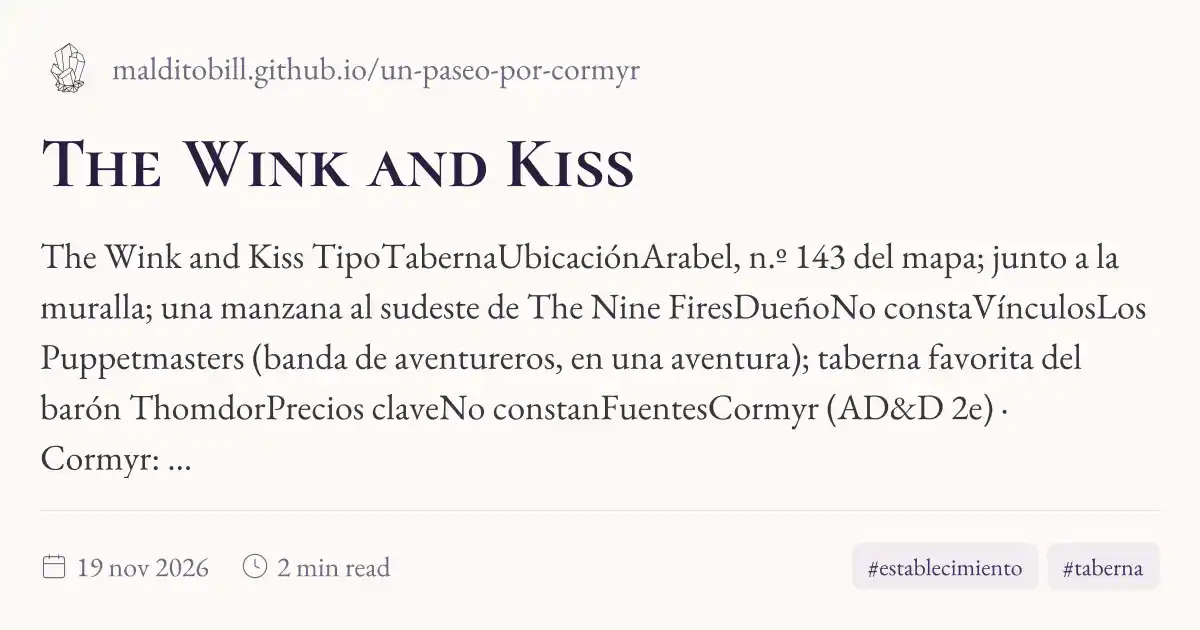 malditobill.github.io/un-paseo-por-cormyr
The Wink and Kiss
The Wink and Kiss TipoTabernaUbicaciónArabel, n.º 143 del mapa; junto a la
muralla; una manzana al sudeste de The Nine FiresDueñoNo constaVínculosLos
Puppetmasters (banda de aventureros, en una aventura); taberna favorita del
barón ThomdorPrecios claveNo constanFuentesCormyr (AD&D 2e) ·
Cormyr: ...
19 nov 2026 2 min read #establecimiento #taberna